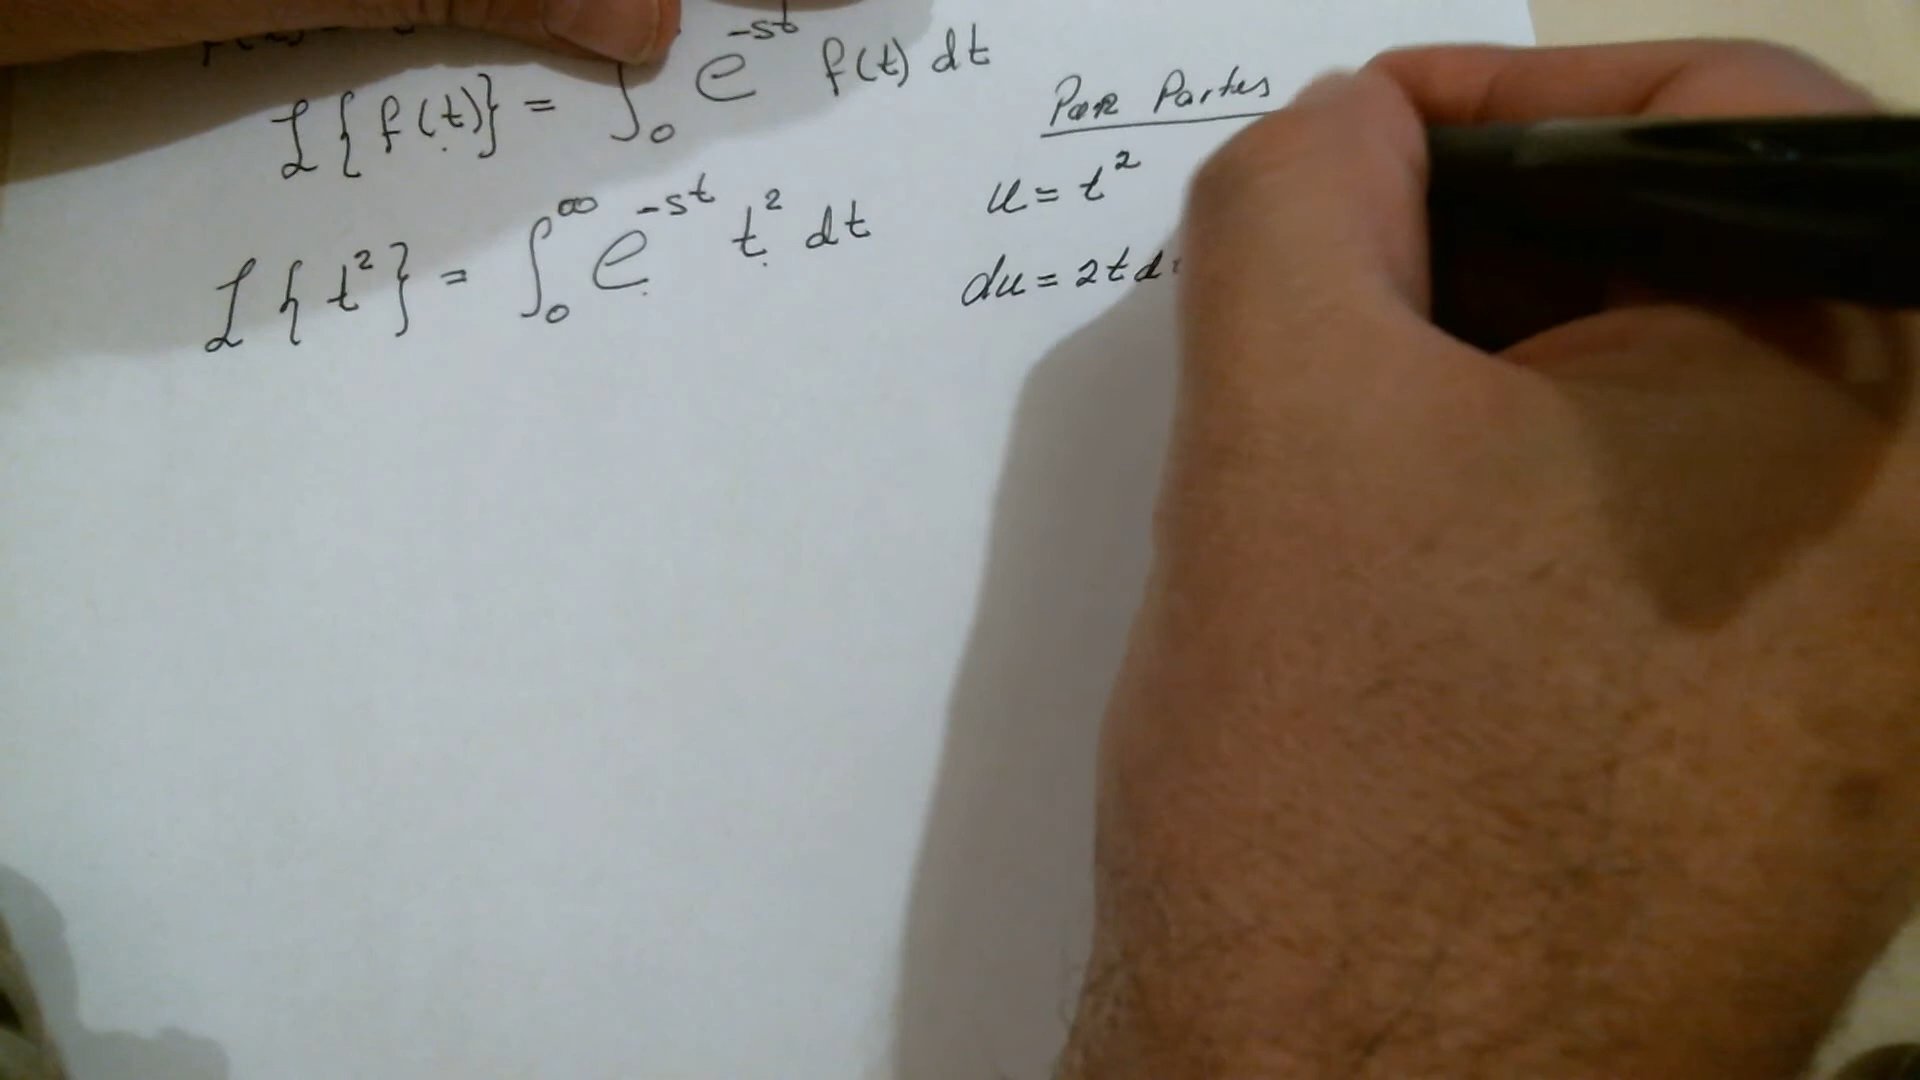 ℒ{f(t)} = ∫₀ e^{-st} f(t) dt
ℒ{t²} = ∫₀^∞ e^{-st} t² dt
Por Partes
u = t²
du = 2t d